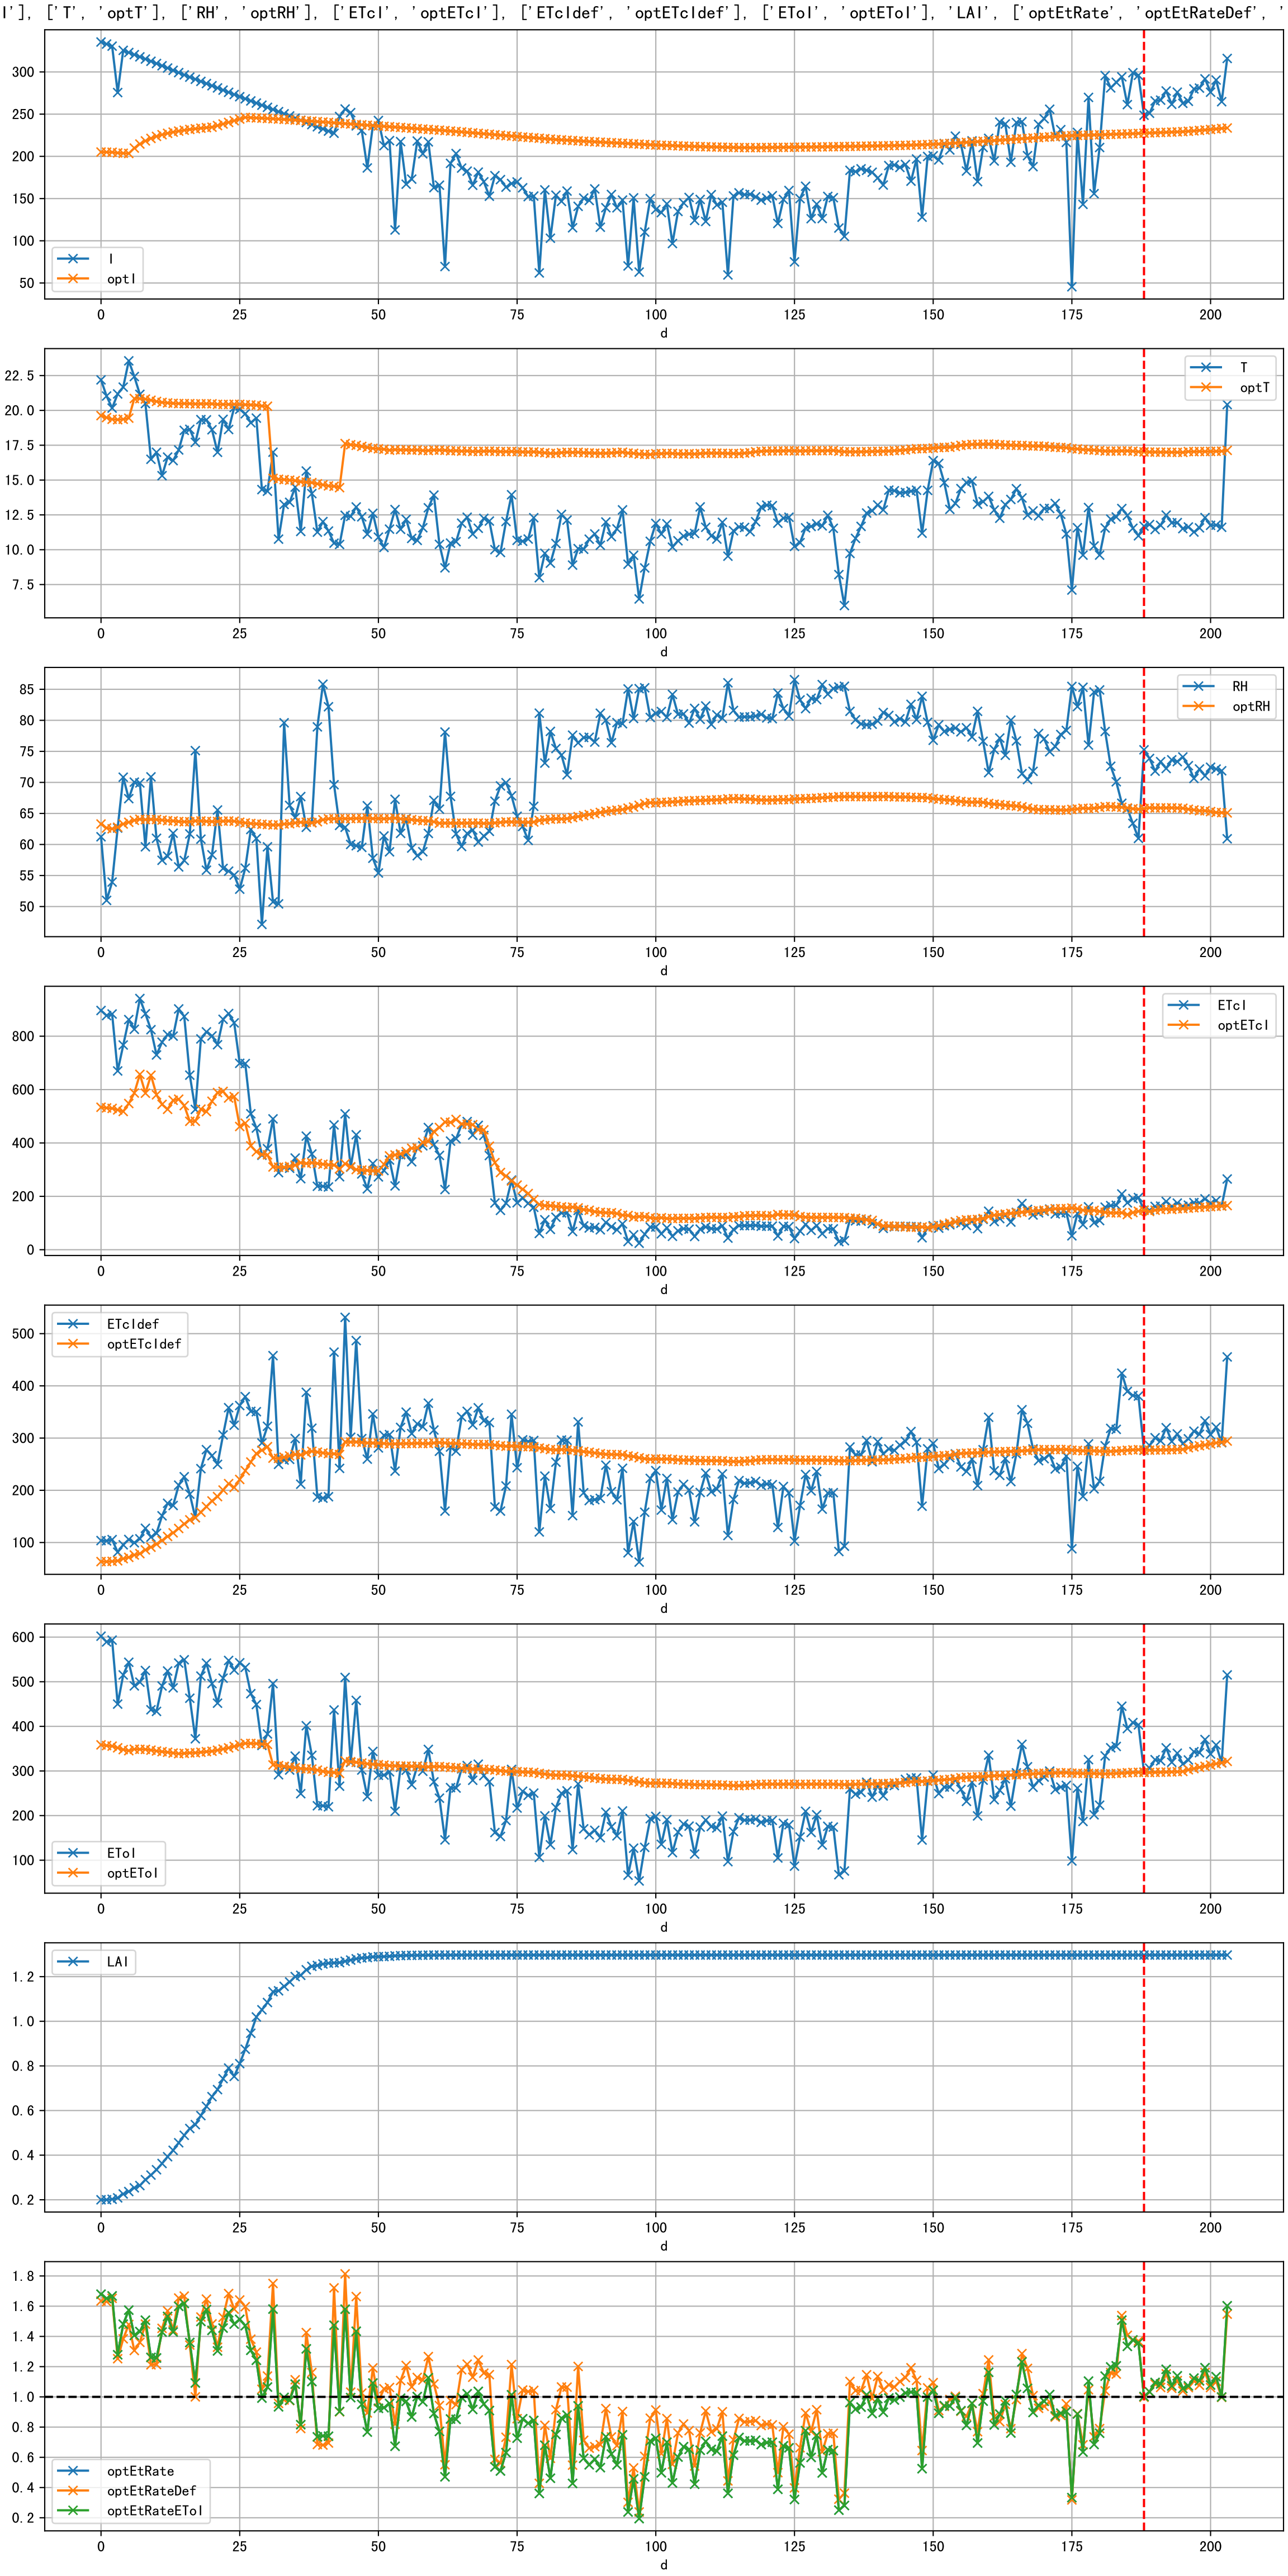 I'], ['T', 'optT'], ['RH', 'optRH'], ['ETcI', 'optETcI'], ['ETcIdef', 'optETcIdef'], ['EToI', 'optEToI'], 'LAI', ['optEtRate', 'optEtRateDef', '
300
250
200
150
100
50
I
optI
0 25 50 75 100 125 150 175 200
d
22.5
20.0
17.5
15.0
12.5
10.0
7.5
T
optT
0 25 50 75 100 125 150 175 200
d
85
80
75
70
65
60
55
50
RH
optRH
0 25 50 75 100 125 150 175 200
d
800
600
400
200
0
ETcI
optETcI
0 25 50 75 100 125 150 175 200
d
500
400
300
200
100
ETcIdef
optETcIdef
0 25 50 75 100 125 150 175 200
d
600
500
400
300
200
100
EToI
optEToI
0 25 50 75 100 125 150 175 200
d
1.2
1.0
0.8
0.6
0.4
0.2
LAI
0 25 50 75 100 125 150 175 200
d
1.8
1.6
1.4
1.2
1.0
0.8
0.6
0.4
0.2
optEtRate
optEtRateDef
optEtRateEToI
0 25 50 75 100 125 150 175 200
d